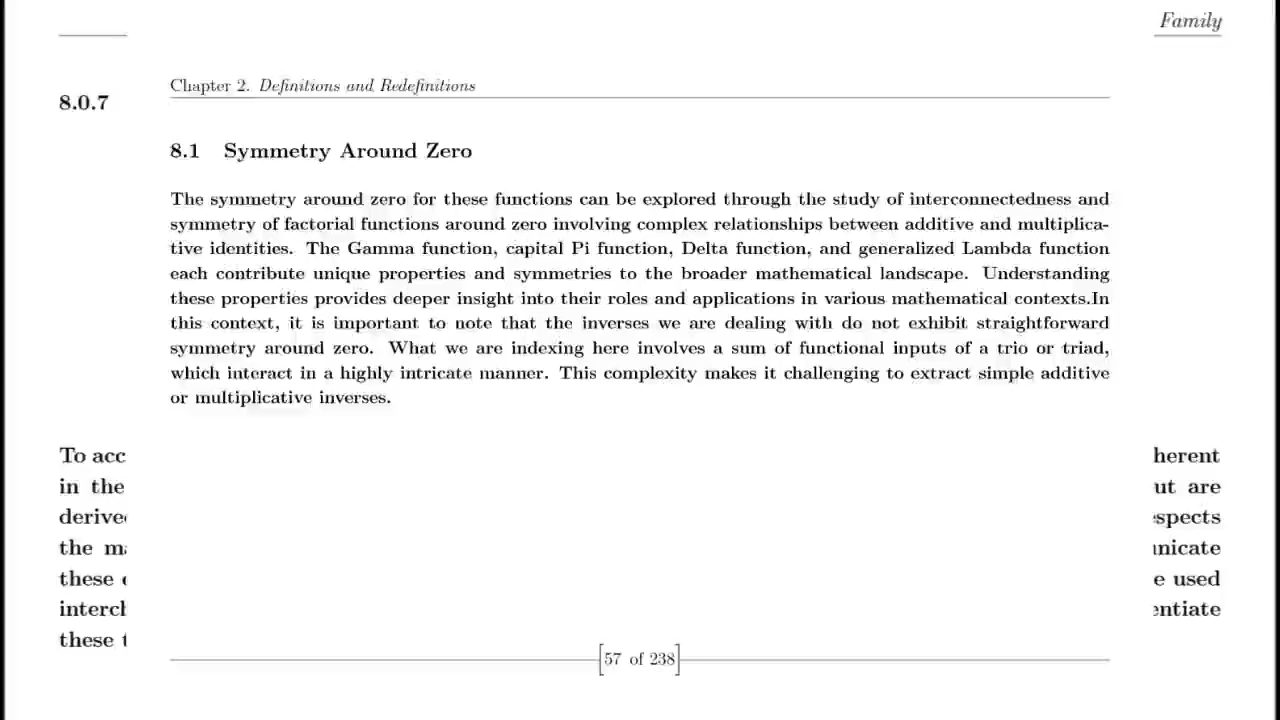 Family
Chapter 2. Definitions and Redefinitions
8.0.7
8.1 Symmetry Around Zero
The symmetry around zero for these functions can be explored through the study of interconnectedness and
symmetry of factorial functions around zero involving complex relationships between additive and multiplica-
tive identities. The Gamma function, capital Pi function, Delta function, and generalized Lambda function
each contribute unique properties and symmetries to the broader mathematical landscape. Understanding
these properties provides deeper insight into their roles and applications in various mathematical contexts.In
this context, it is important to note that the inverses we are dealing with do not exhibit straightforward
symmetry around zero. What we are indexing here involves a sum of functional inputs of a trio or triad,
which interact in a highly intricate manner. This complexity makes it challenging to extract simple additive
or multiplicative inverses.
To acc herent
in the ut are
derive spects
the m nicate
these e used
interc entiate
these t
57 of 238